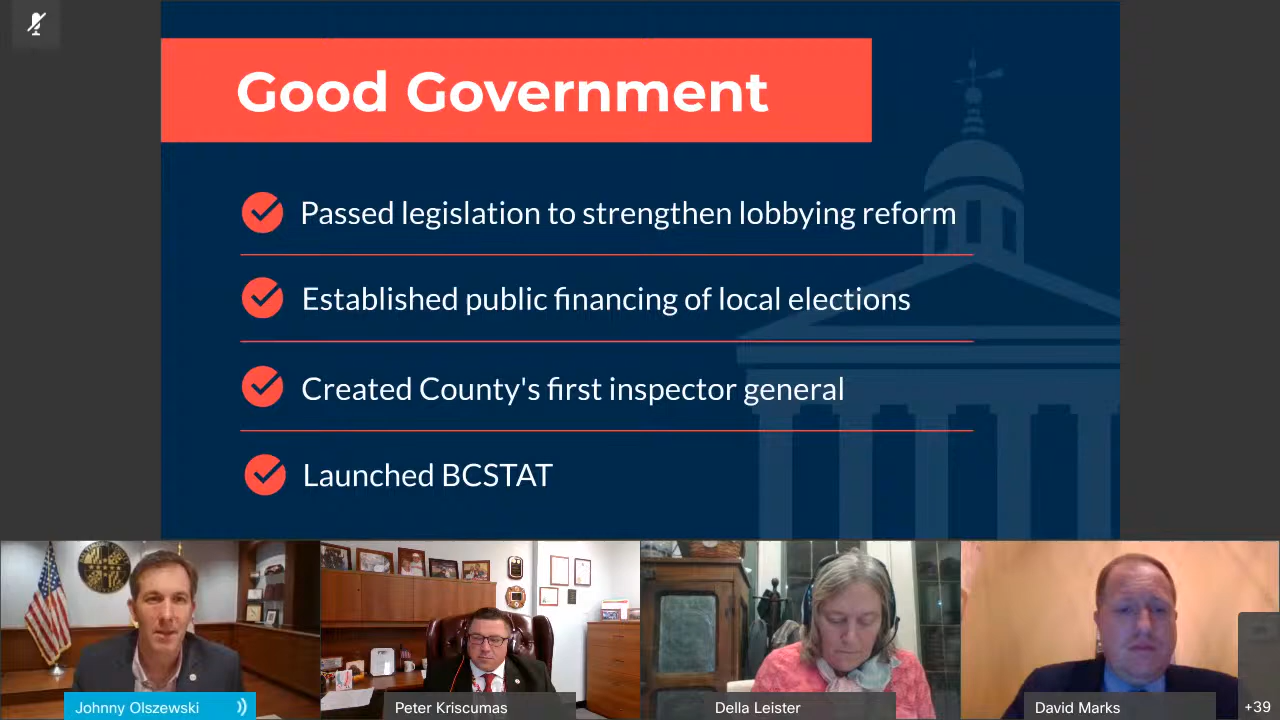 Good Government
Passed legislation to strengthen lobbying reform
Established public financing of local elections
Created County's first inspector general
Launched BCSTAT
Johnny Olszewski
Peter Kriscumas
Della Leister
David Marks
+39